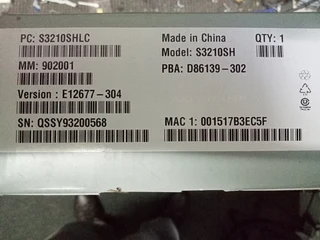 PC: S3210SHLC Made in China QTY: 1
Model: S3210SH
MM: 902001 PBA: D86139-302
Version : E12677-304
SN: QSSY93200568 MAC 1: 001517B3EC5F